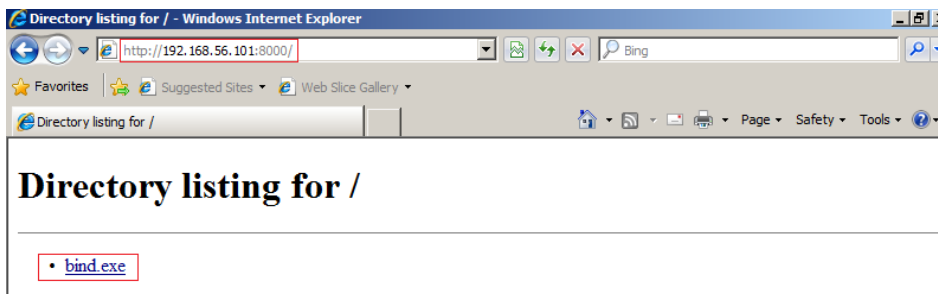 Directory listing for / - Windows Internet Explorer
http://192.168.56.101:8000/ Bing
Favorites Suggested Sites Web Slice Gallery
Directory listing for / Page Safety Tools
Directory listing for /
• bind.exe